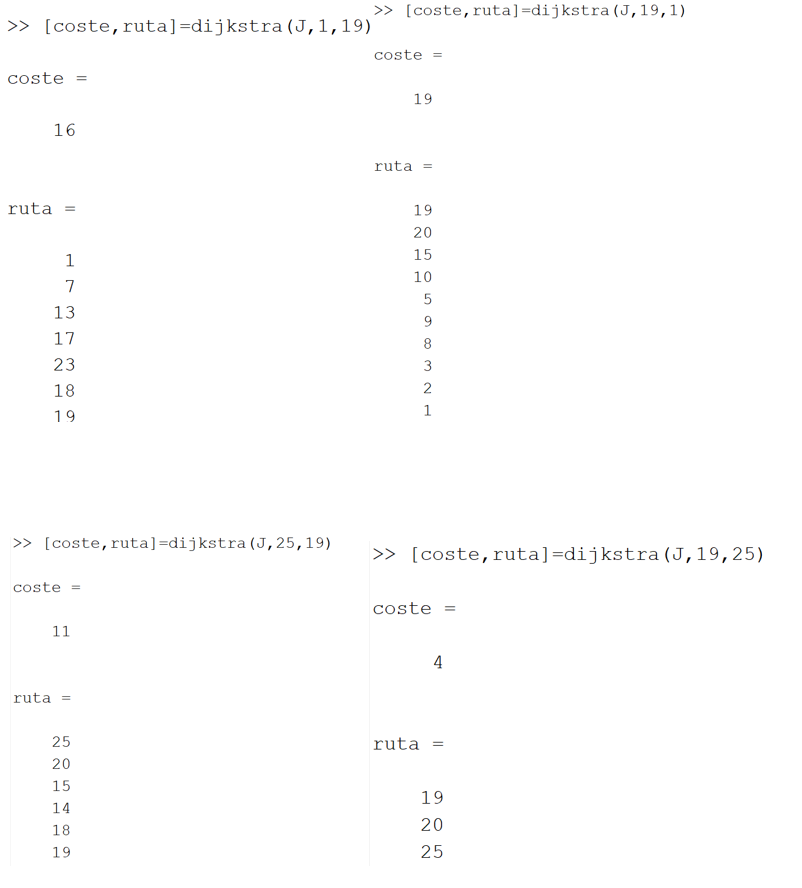 >> [coste,ruta]=dijkstra(J,1,19)
coste =
16
ruta =
1
7
13
17
23
18
19
>> [coste,ruta]=dijkstra(J,19,1)
coste =
19
ruta =
19
20
15
10
5
9
8
3
2
1
>> [coste,ruta]=dijkstra(J,25,19)
coste =
11
ruta =
25
20
15
14
18
19
>> [coste,ruta]=dijkstra(J,19,25)
coste =
4
ruta =
19
20
25